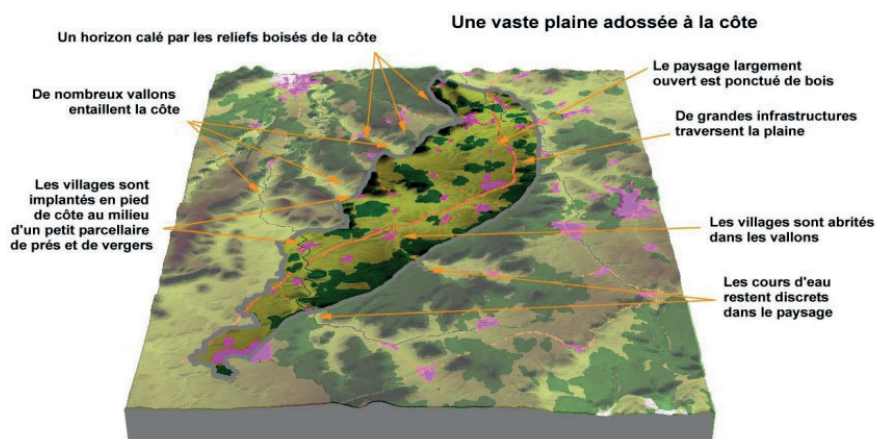 Une vaste plaine adossée à la côte
Un horizon calé par les reliefs boisés de la côte
De nombreux vallons
entaillent la côte
Les villages sont
implantés en pied
de côte au milieu
d'un petit parcellaire
de prés et de vergers
Le paysage largement
ouvert est ponctué de bois
De grandes infrastructures
traversent la plaine
Les villages sont abrités
dans les vallons
Les cours d'eau
restent discrets
dans le paysage